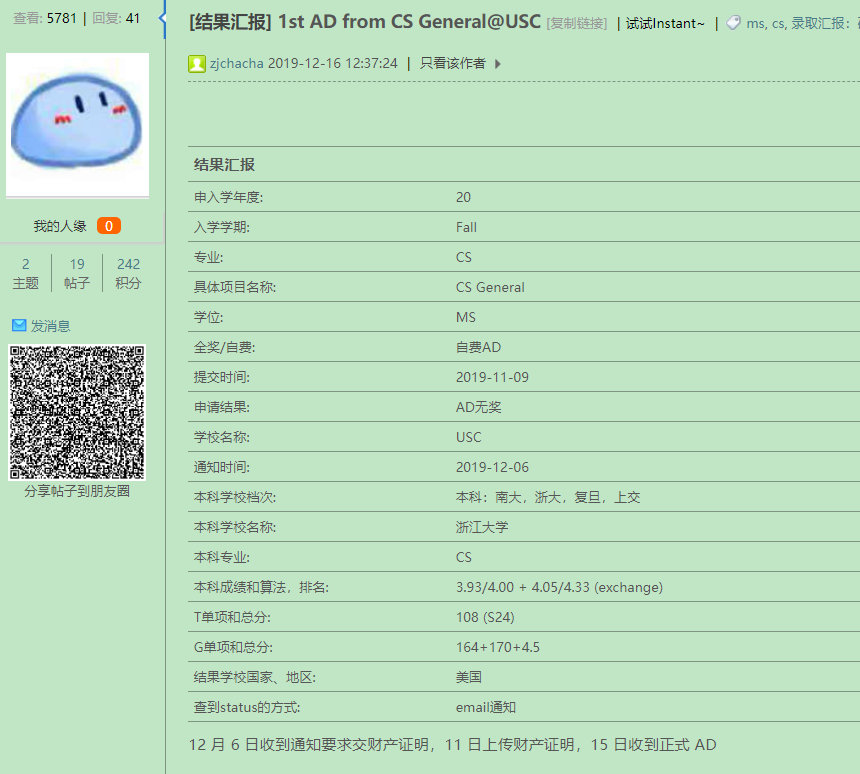 查看: 5781 | 回复: 41
[结果汇报] 1st AD from CS General@USC [复制链接] | 试试Instant~ | ms, cs, 录取汇报:
zjchacha 2019-12-16 12:37:24 | 只看该作者
我的人缘 0
2 19 242
主题 帖子 积分
发消息
分享帖子到朋友圈
结果汇报
申入学年度: 20
入学学期: Fall
专业: CS
具体项目名称: CS General
学位: MS
全奖/自费: 自费AD
提交时间: 2019-11-09
申请结果: AD无奖
学校名称: USC
通知时间: 2019-12-06
本科学校档次: 本科：南大，浙大，复旦，上交
本科学校名称: 浙江大学
本科专业: CS
本科成绩和算法，排名: 3.93/4.00 + 4.05/4.33 (exchange)
T单项和总分: 108 (S24)
G单项和总分: 164+170+4.5
结果学校国家、地区: 美国
查到status的方式: email通知
12 月 6 日收到通知要求交财产证明，11 日上传财产证明，15 日收到正式 AD